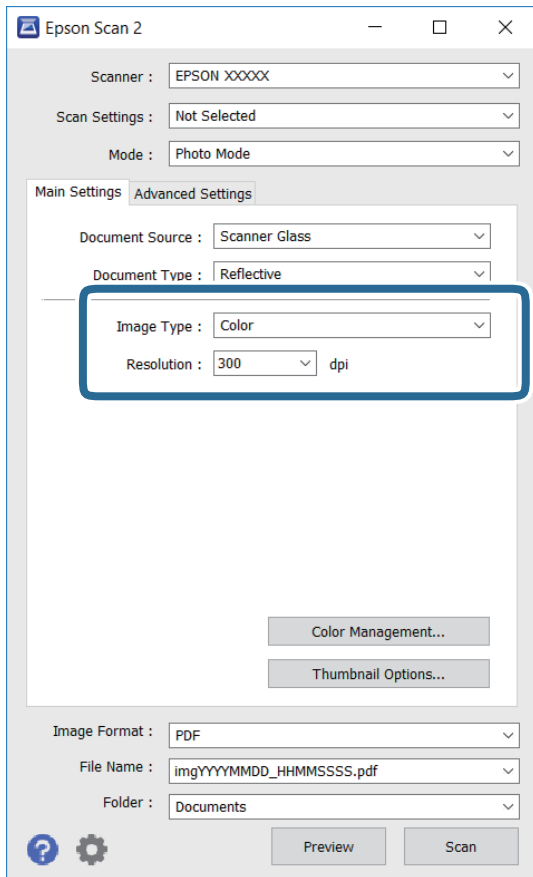 Epson Scan 2
Scanner : EPSON XXXXX
Scan Settings : Not Selected
Mode : Photo Mode
Main Settings Advanced Settings
Document Source : Scanner Glass
Document Type : Reflective
Image Type : Color
Resolution : 300 dpi
Color Management...
Thumbnail Options...
Image Format : PDF
File Name : imgYYYYMMDD_HHMMSSSS.pdf
Folder : Documents
? Preview Scan